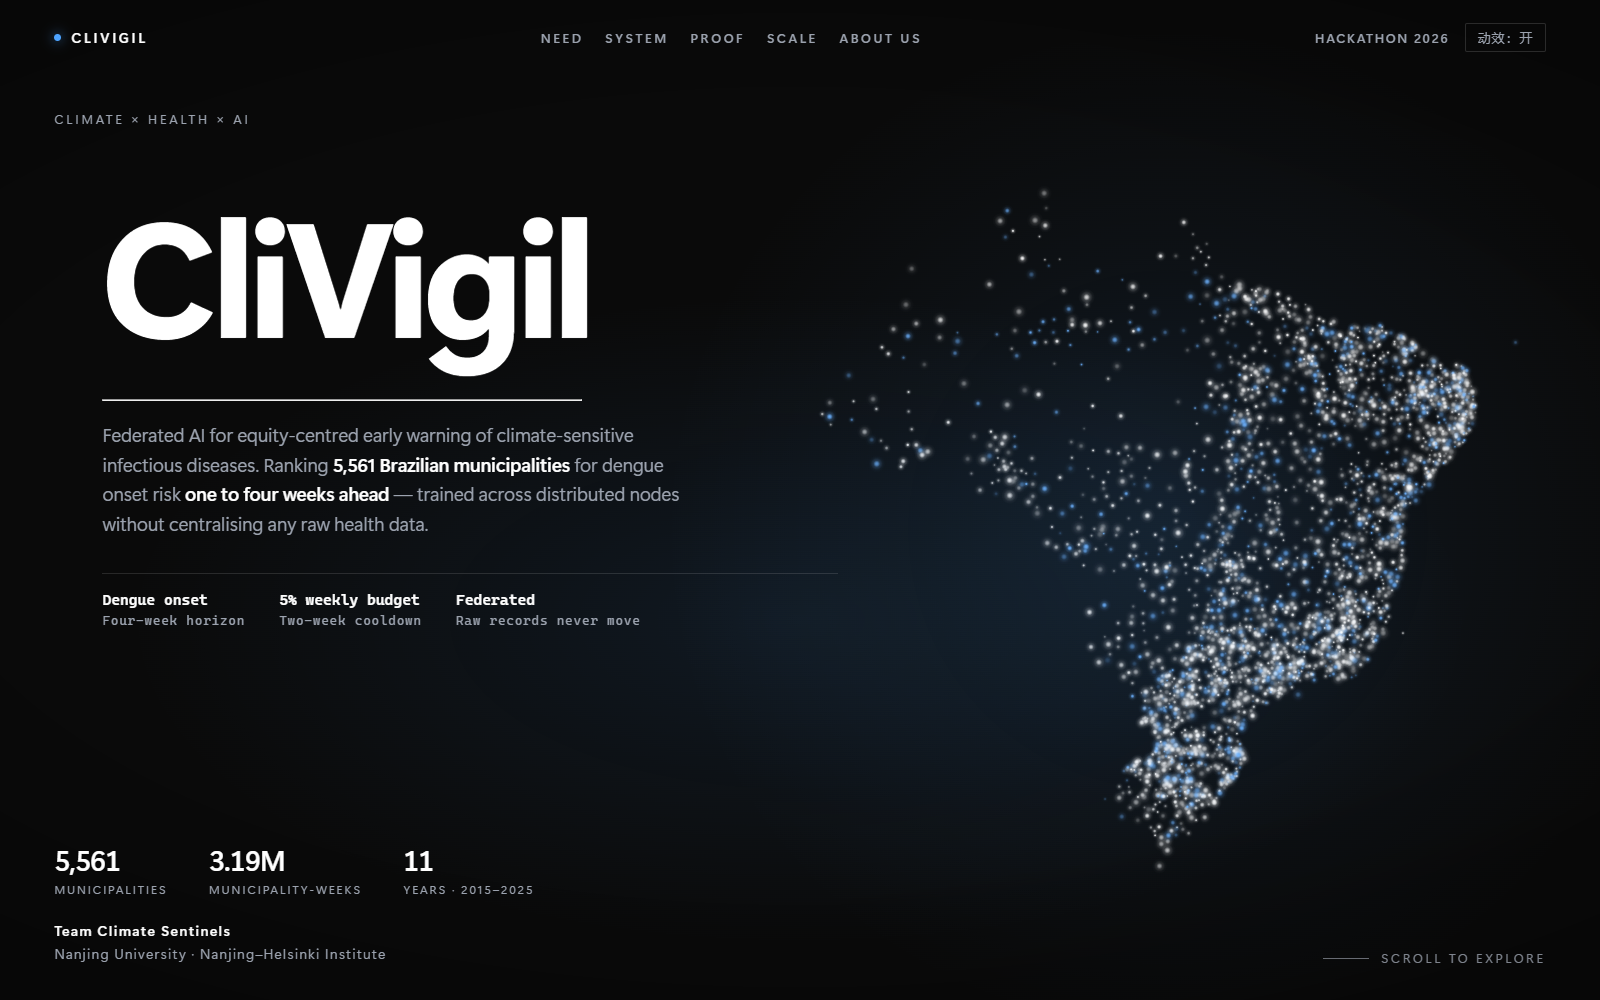 CLIVIGIL
NEED SYSTEM PROOF SCALE ABOUT US
HACKATHON 2026
动效：开
CLIMATE × HEALTH × AI
CliVigil
Federated AI for equity-centred early warning of climate-sensitive
infectious diseases. Ranking 5,561 Brazilian municipalities for dengue
onset risk one to four weeks ahead — trained across distributed nodes
without centralising any raw health data.
Dengue onset
Four-week horizon
5% weekly budget
Two-week cooldown
Federated
Raw records never move
5,561
MUNICIPALITIES
3.19M
MUNICIPALITY-WEEKS
11
YEARS · 2015–2025
Team Climate Sentinels
Nanjing University · Nanjing–Helsinki Institute
SCROLL TO EXPLORE